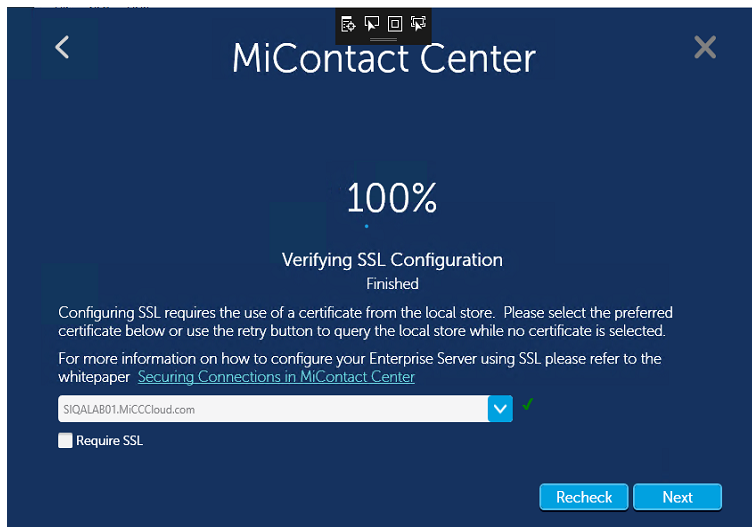 MiContact Center
100%
Verifying SSL Configuration
Finished
Configuring SSL requires the use of a certificate from the local store.  Please select the preferred
certificate below or use the retry button to query the local store while no certificate is selected.
For more information on how to configure your Enterprise Server using SSL please refer to the
whitepaper  Securing Connections in MiContact Center
SIQALAB01.MiCCCloud.com
Require SSL
Recheck
Next